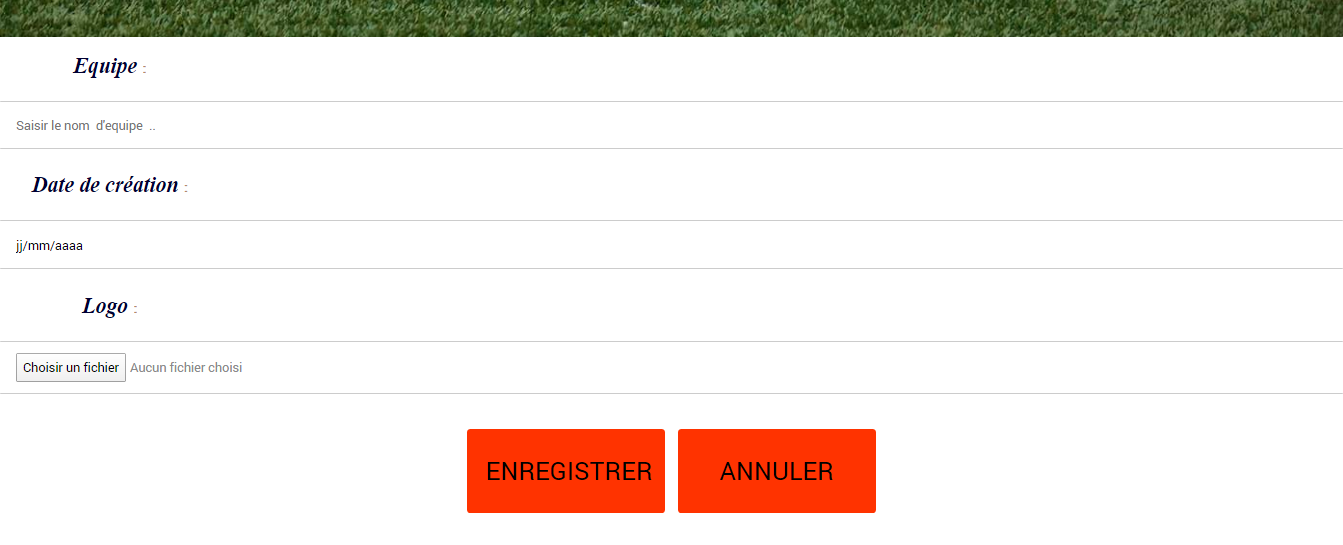 Equipe :
Saisir le nom d'equipe ..
Date de création :
jj/mm/aaaa
Logo :
Choisir un fichier Aucun fichier choisi
ENREGISTRER ANNULER